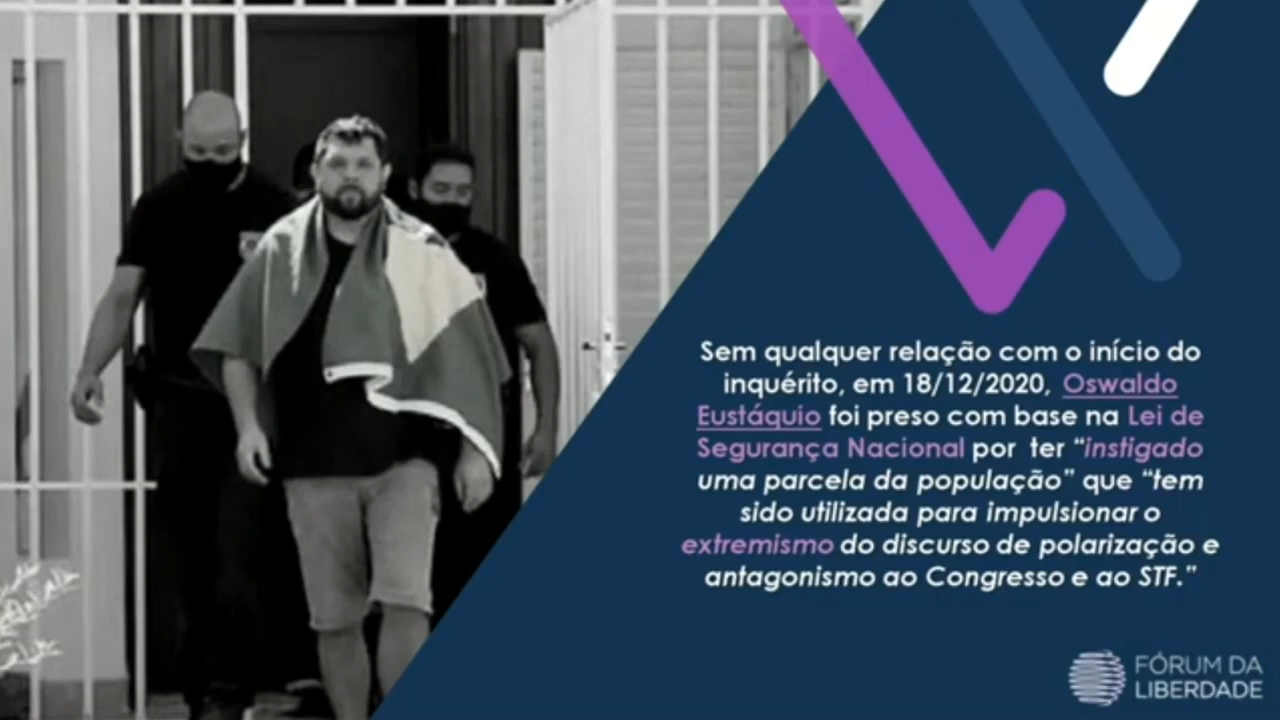 Sem qualquer relação com o início do
inquérito, em 18/12/2020, Oswaldo
Eustáquio foi preso com base na Lei de
Segurança Nacional por ter “instigado
uma parcela da população” que “tem
sido utilizada para impulsionar o
extremismo do discurso de polarização e
antagonismo ao Congresso e ao STF.”
FÓRUM DA
LIBERDADE